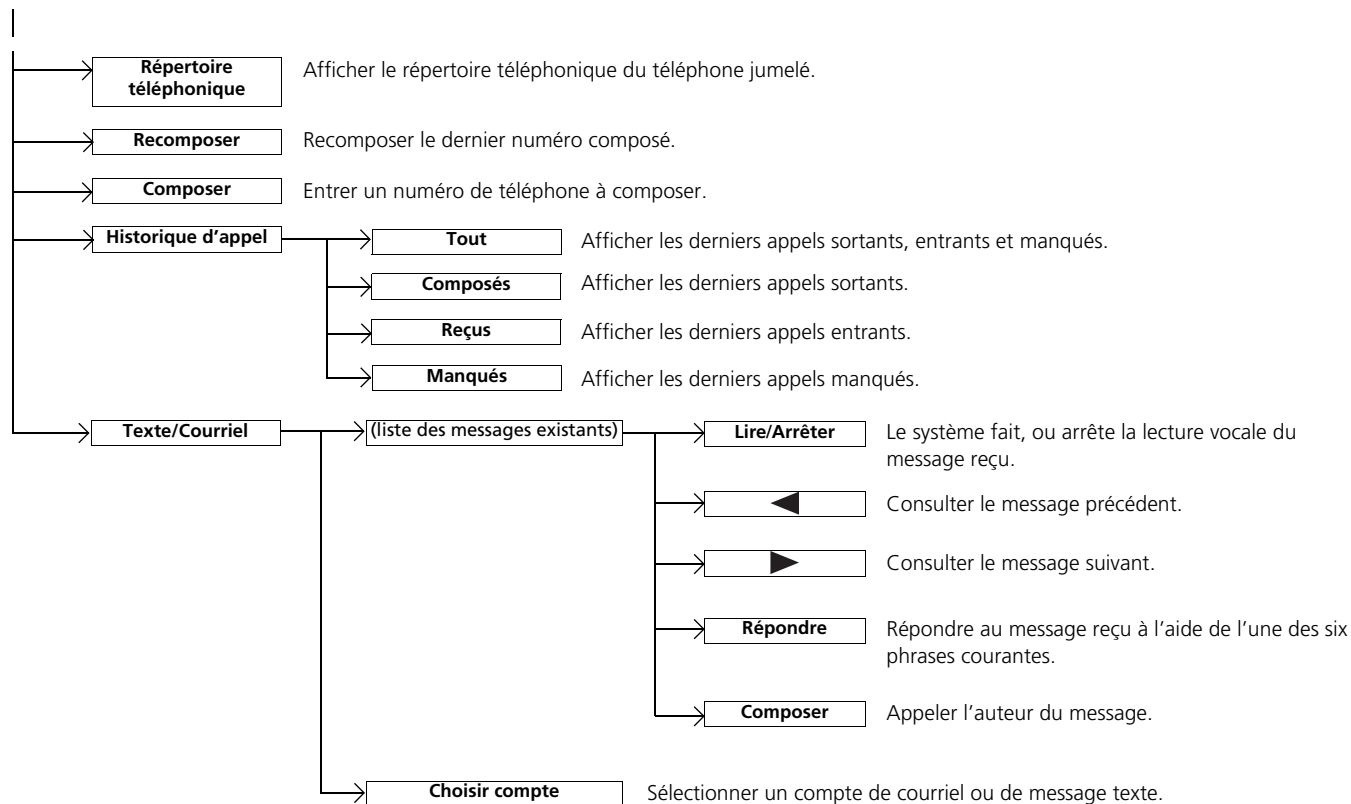 Répertoire
téléphonique
Afficher le répertoire téléphonique du téléphone jumelé.
Recomposer
Recomposer le dernier numéro composé.
Composer
Entrer un numéro de téléphone à composer.
Historique d’appel
Tout
Afficher les derniers appels sortants, entrants et manqués.
Composés
Afficher les derniers appels sortants.
Reçus
Afficher les derniers appels entrants.
Manqués
Afficher les derniers appels manqués.
Texte/Courriel
(liste des messages existants)
Lire/Arrêter
Le système fait, ou arrête la lecture vocale du
message reçu.
Consulter le message précédent.
Consulter le message suivant.
Répondre
Répondre au message reçu à l’aide de l’une des six
phrases courantes.
Composer
Appeler l’auteur du message.
Choisir compte
Sélectionner un compte de courriel ou de message texte.